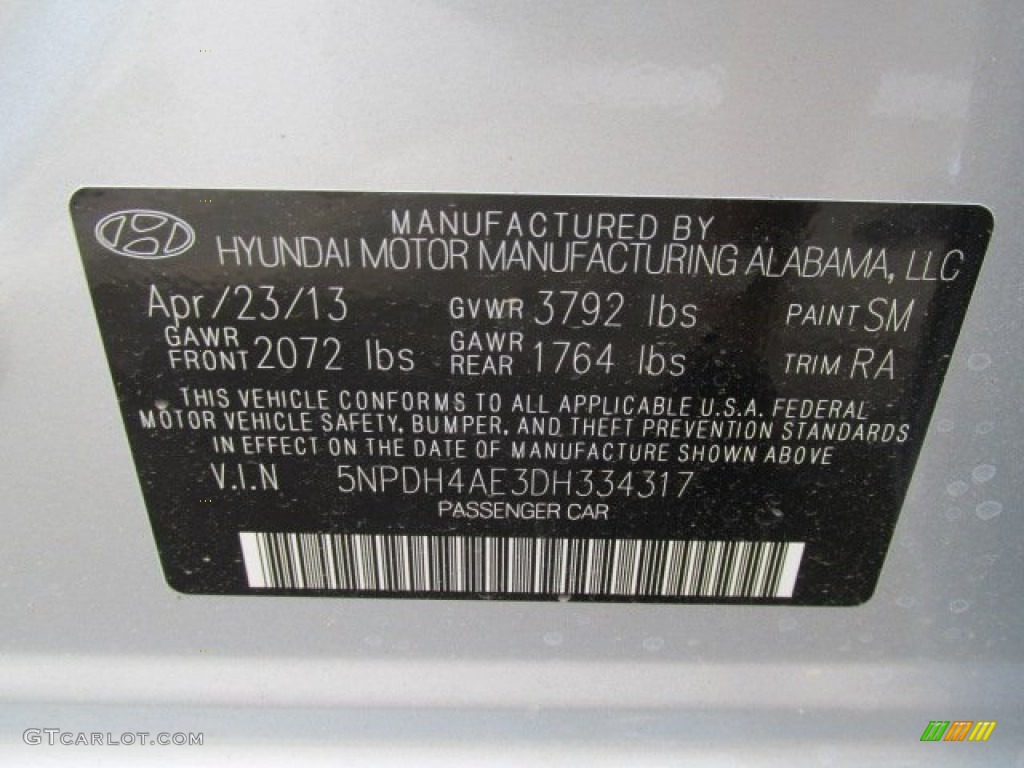 MANUFACTURED BY
HYUNDAI MOTOR MANUFACTURING ALABAMA, LLC
Apr/23/13 GVWR 3792 lbs PAINT SM
GAWR FRONT 2072 lbs GAWR REAR 1764 lbs TRIM RA
THIS VEHICLE CONFORMS TO ALL APPLICABLE U.S.A. FEDERAL
MOTOR VEHICLE SAFETY, BUMPER, AND THEFT PREVENTION STANDARDS
IN EFFECT ON THE DATE OF MANUFACTURE SHOWN ABOVE
V.I.N 5NPDH4AE3DH334317
PASSENGER CAR
GTCARLOT.COM